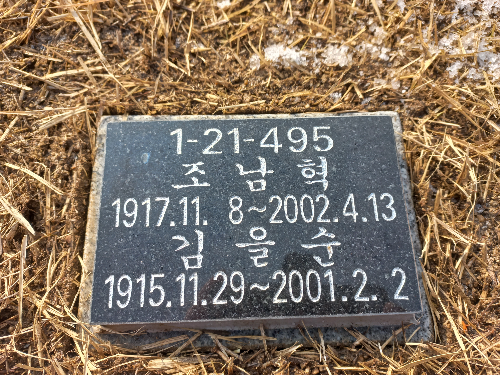 1-21-495
조 남 혁
1917.11. 8~2002.4.13
김 을 순
1915.11.29~2001.2. 2